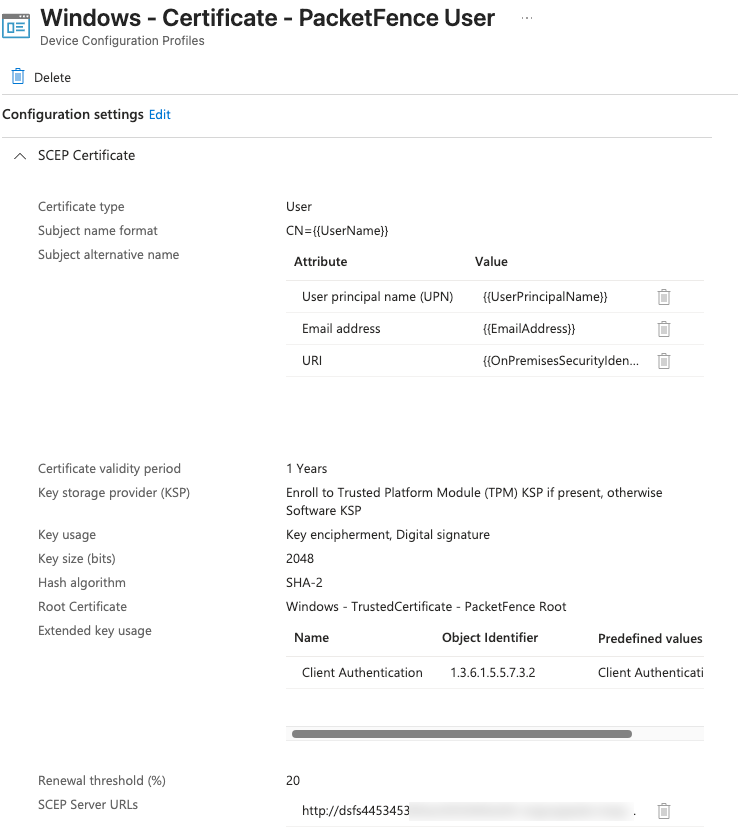 Windows - Certificate - PacketFence User ...
Device Configuration Profiles
Delete
Configuration settings Edit
SCEP Certificate
Certificate type User
Subject name format CN={{UserName}}
Subject alternative name
Attribute Value
User principal name (UPN) {{UserPrincipalName}}
Email address {{EmailAddress}}
URI {{OnPremisesSecurityIden...
Certificate validity period 1 Years
Key storage provider (KSP) Enroll to Trusted Platform Module (TPM) KSP if present, otherwise
Software KSP
Key usage Key encipherment, Digital signature
Key size (bits) 2048
Hash algorithm SHA-2
Root Certificate Windows - TrustedCertificate - PacketFence Root
Extended key usage
Name Object Identifier Predefined values
Client Authentication 1.3.6.1.5.5.7.3.2 Client Authenticati
Renewal threshold (%) 20
SCEP Server URLs
http://dsfs4453453